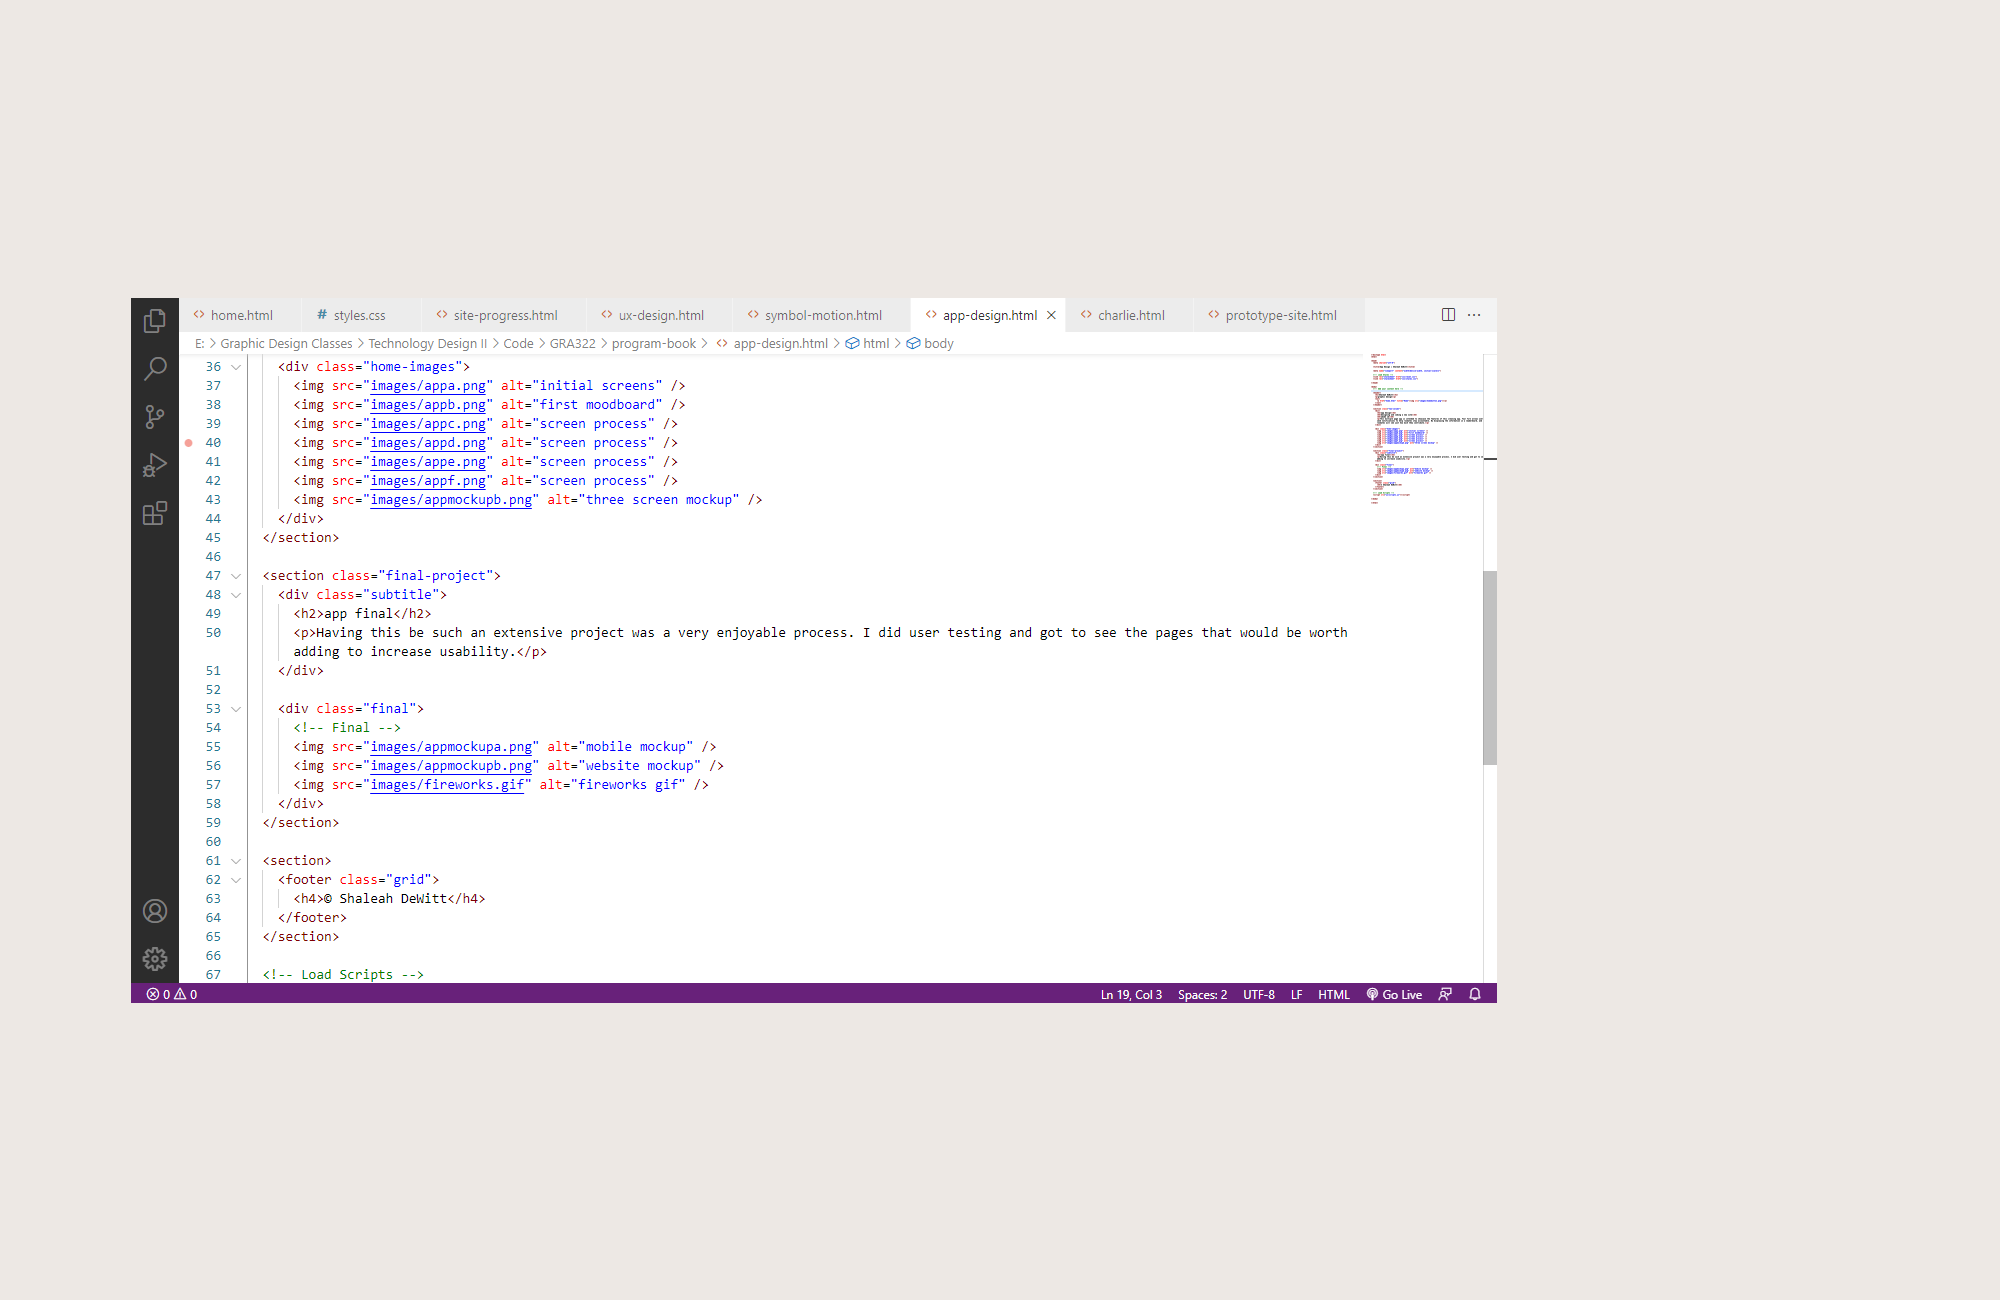 home.html # styles.css site-progress.html ux-design.html symbol-motion.html app-design.html charlie.html prototype-site.html
E: > Graphic Design Classes > Technology Design II > Code > GRA322 > program-book > app-design.html > html > body
36 <div class="home-images">
37 <img src="images/appa.png" alt="initial screens" />
38 <img src="images/appb.png" alt="first moodboard" />
39 <img src="images/appc.png" alt="screen process" />
40 <img src="images/appd.png" alt="screen process" />
41 <img src="images/appe.png" alt="screen process" />
42 <img src="images/appf.png" alt="screen process" />
43 <img src="images/appmockupb.png" alt="three screen mockup" />
44 </div>
45 </section>
46
47 <section class="final-project">
48 <div class="subtitle">
49 <h2>app final</h2>
50 <p>Having this be such an extensive project was a very enjoyable process. I did user testing and got to see the pages that would be worth
adding to increase usability.</p>
51 </div>
52
53 <div class="final">
54 <!-- Final -->
55 <img src="images/appmockupa.png" alt="mobile mockup" />
56 <img src="images/appmockupb.png" alt="website mockup" />
57 <img src="images/fireworks.gif" alt="fireworks gif" />
58 </div>
59 </section>
60
61 <section>
62 <footer class="grid">
63 <h4>© Shaleah DeWitt</h4>
64 </footer>
65 </section>
66
67 <!-- Load Scripts -->
0 0 Ln 19, Col 3 Spaces: 2 UTF-8 LF HTML Go Live